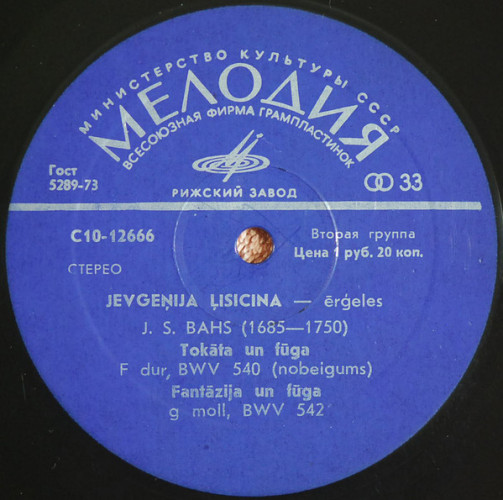 МИНИСТЕРСТВО КУЛЬТУРЫ СССР
МЕЛОДИЯ
ВСЕСОЮЗНАЯ ФИРМА ГРАМПЛАСТИНОК
Гост
5289-73
РИЖСКИЙ ЗАВОД
33
С10-12666
Вторая группа
Цена 1 руб. 20 коп.
СТЕРЕО
JEVGEŅIJA ĻISICINA — ērģeles
J. S. BAHS (1685—1750)
Tokāta un fūga
F dur, BWV 540 (nobeigums)
Fantāzija un fūga
g moll, BWV 542